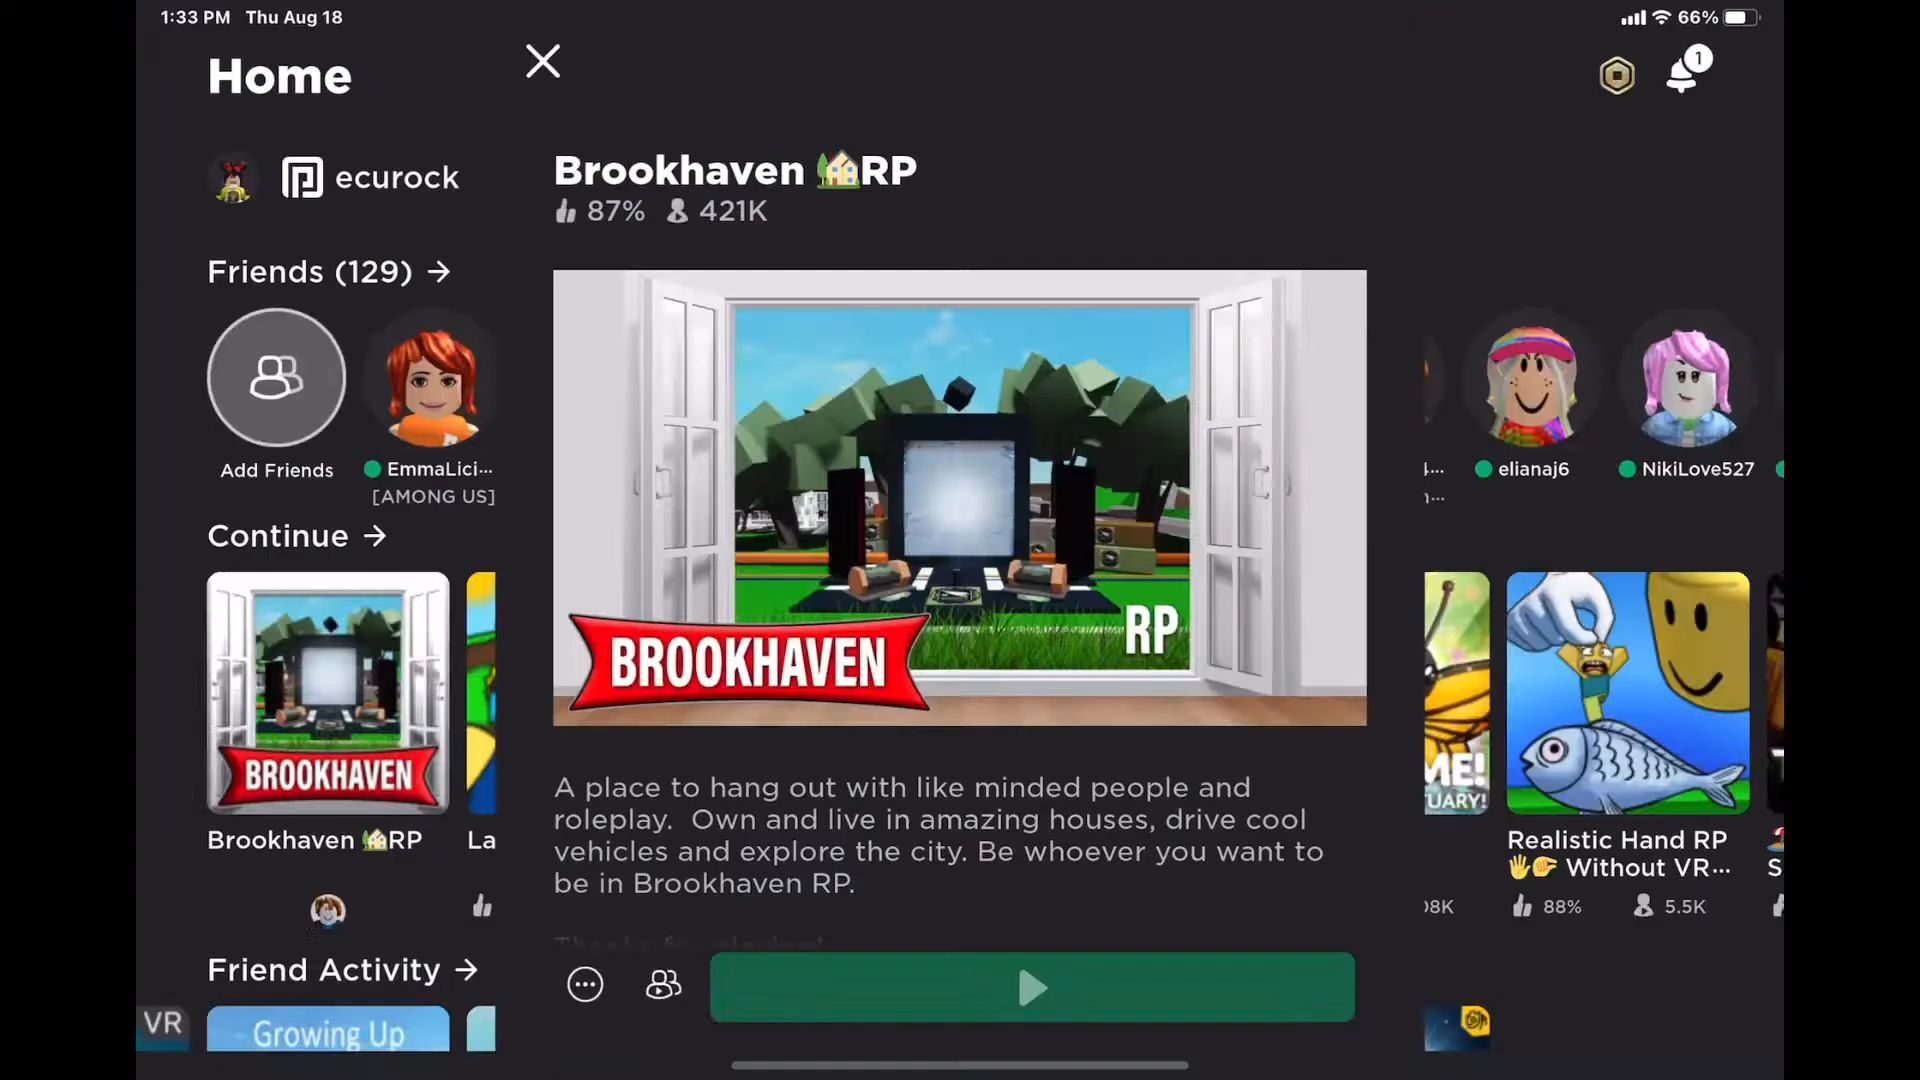 1:33 PM Thu Aug 18
66%
Home
1
ecurock
Brookhaven 🏡RP
87% 421K
Friends (129) →
Add Friends
EmmaLici...
[AMONG US]
elianaj6
NikiLove527
Continue →
BROOKHAVEN
RP
BROOKHAVEN
ME!
Brookhaven 🏡RP
La
A place to hang out with like minded people and
roleplay. Own and live in amazing houses, drive cool
vehicles and explore the city. Be whoever you want to
be in Brookhaven RP.
Realistic Hand RP
🖐🤏 Without VR...
88% 5.5K
Friend Activity →
VR
Growing Up